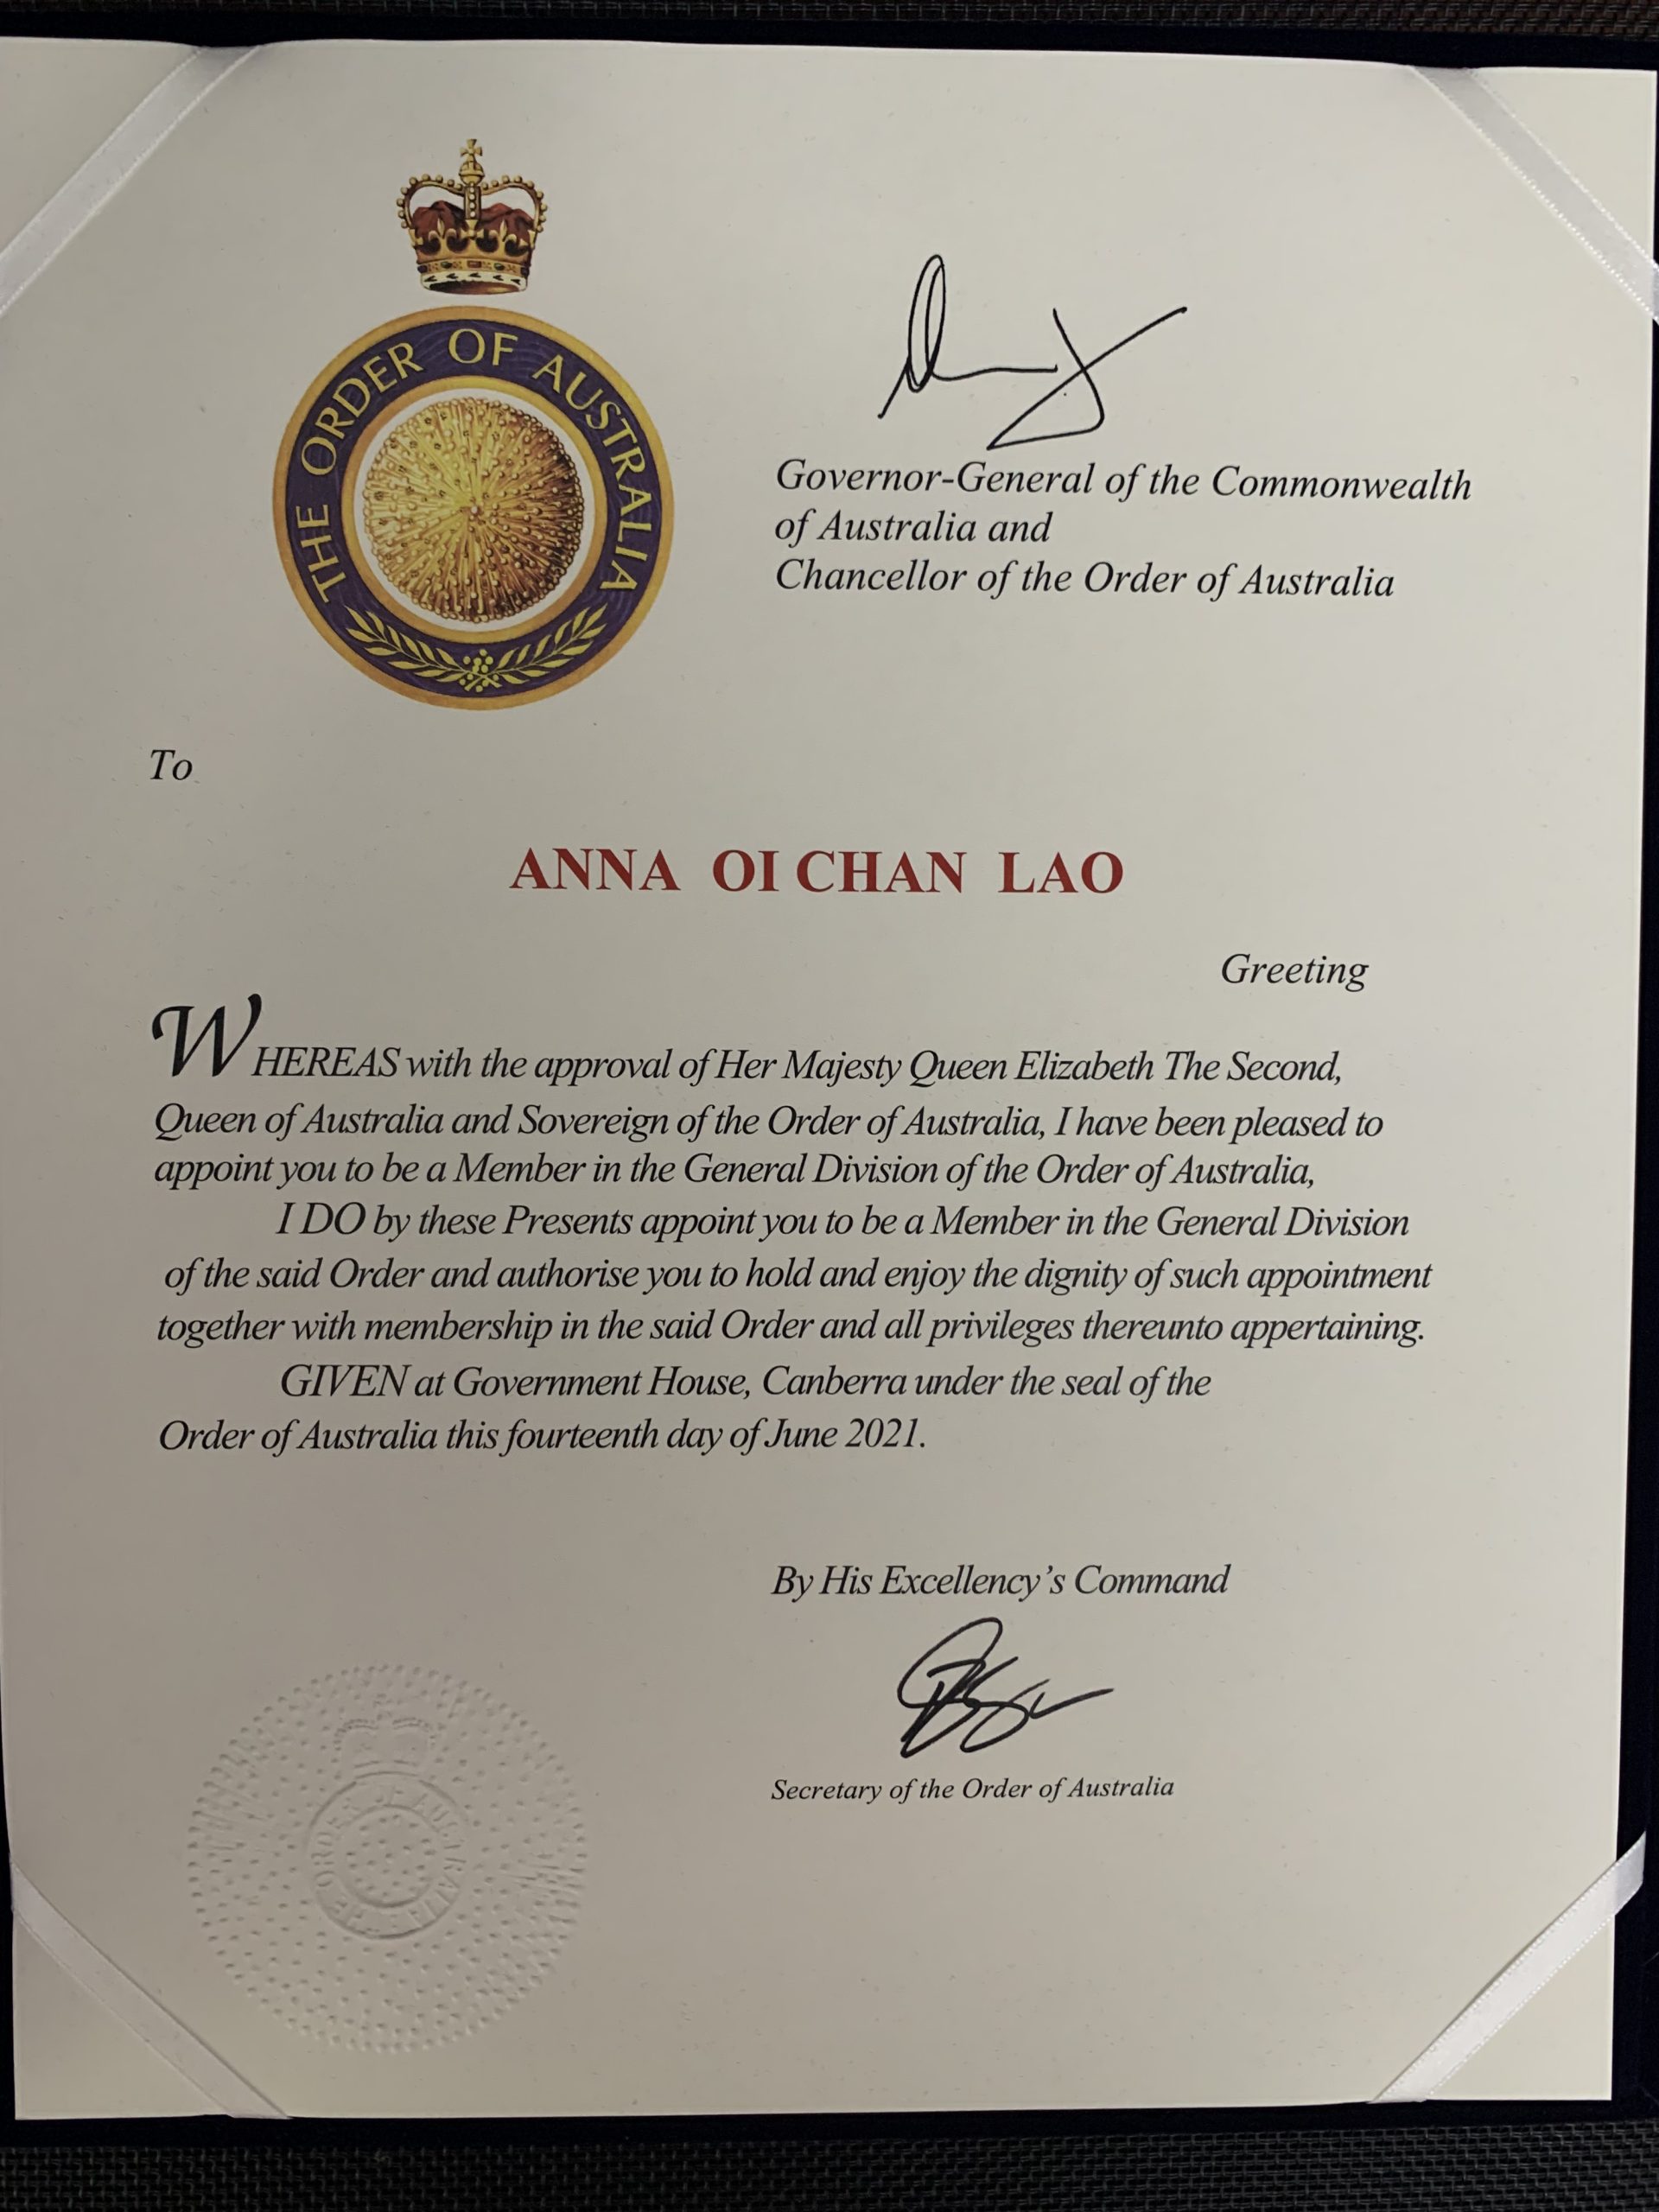 THE ORDER OF AUSTRALIA
Governor-General of the Commonwealth
of Australia and
Chancellor of the Order of Australia
To
ANNA OI CHAN LAO
Greeting
WHEREAS with the approval of Her Majesty Queen Elizabeth The Second,
Queen of Australia and Sovereign of the Order of Australia, I have been pleased to
appoint you to be a Member in the General Division of the Order of Australia,
I DO by these Presents appoint you to be a Member in the General Division
of the said Order and authorise you to hold and enjoy the dignity of such appointment
together with membership in the said Order and all privileges thereunto appertaining.
GIVEN at Government House, Canberra under the seal of the
Order of Australia this fourteenth day of June 2021.
By His Excellency's Command
Secretary of the Order of Australia
THE ORDER OF AUSTRALIA